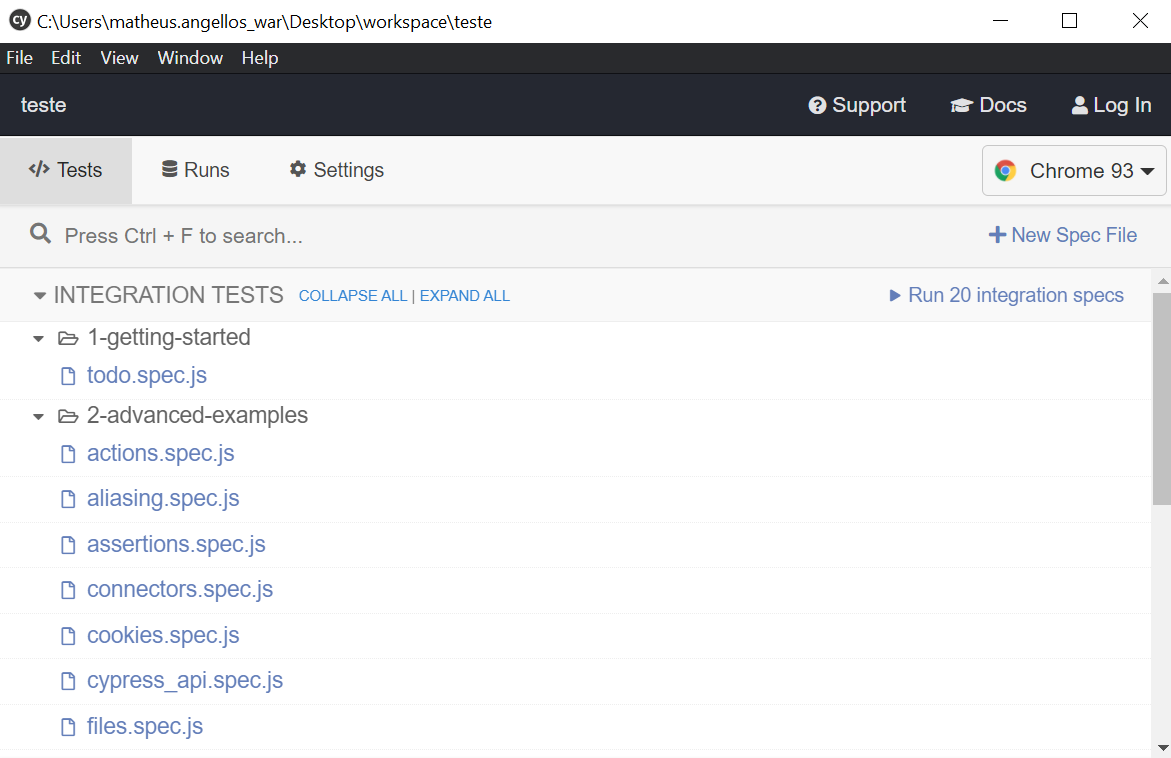 cy C:\Users\matheus.angellos_war\Desktop\workspace\teste
File Edit View Window Help
teste Support Docs Log In
Tests Runs Settings Chrome 93
Press Ctrl + F to search... New Spec File
INTEGRATION TESTS COLLAPSE ALL | EXPAND ALL Run 20 integration specs
1-getting-started
todo.spec.js
2-advanced-examples
actions.spec.js
aliasing.spec.js
assertions.spec.js
connectors.spec.js
cookies.spec.js
cypress_api.spec.js
files.spec.js